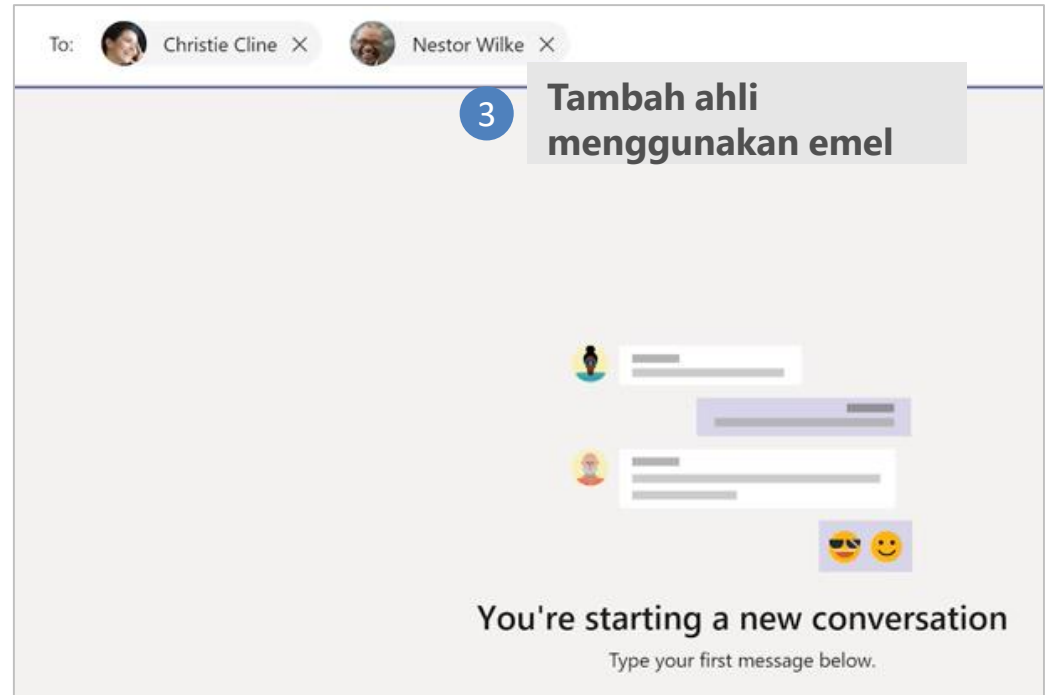 To: Christie Cline × Nestor Wilke ×
3
Tambah ahli
menggunakan emel
You're starting a new conversation
Type your first message below.